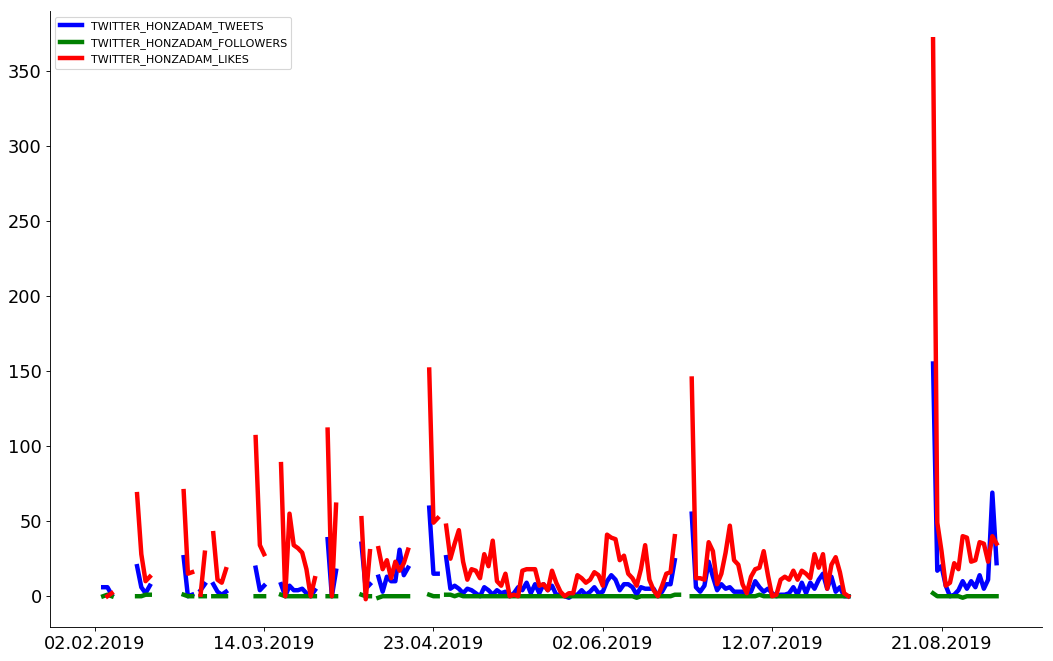 TWITTER_HONZADAM_TWEETS
TWITTER_HONZADAM_FOLLOWERS
TWITTER_HONZADAM_LIKES
350
300
250
200
150
100
50
0
02.02.2019 14.03.2019 23.04.2019 02.06.2019 12.07.2019 21.08.2019